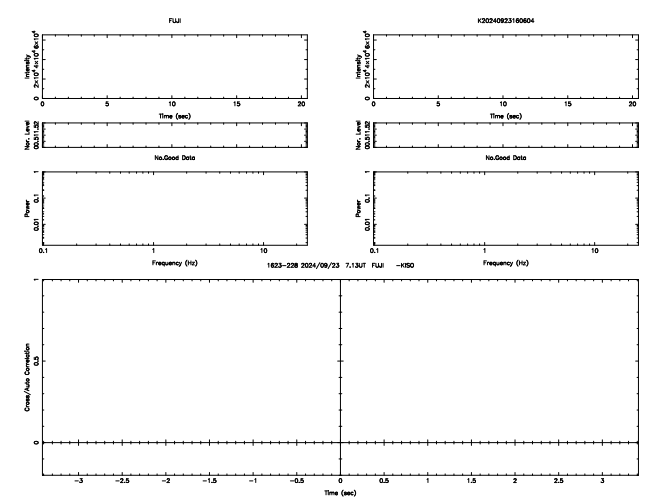 FUJI
K20240923160604
Intensity
0 2×10⁴ 4×10⁴ 6×10⁴
0 5 10 15 20
Time (sec)
Intensity
0 2×10⁴ 4×10⁴ 6×10⁴
0 5 10 15 20
Time (sec)
Nor. Level
00.511.52
Nor. Level
00.511.52
No.Good Data
No.Good Data
Power
0.01 0.1 1
0.1 1 10
Frequency (Hz)
Power
0.01 0.1 1
0.1 1 10
Frequency (Hz)
1623-228 2024/09/23 7.13UT FUJI -KISO
Cross/Auto Correlation
0 0.5 1
-3 -2.5 -2 -1.5 -1 -0.5 0 0.5 1 1.5 2 2.5 3
Time (sec)